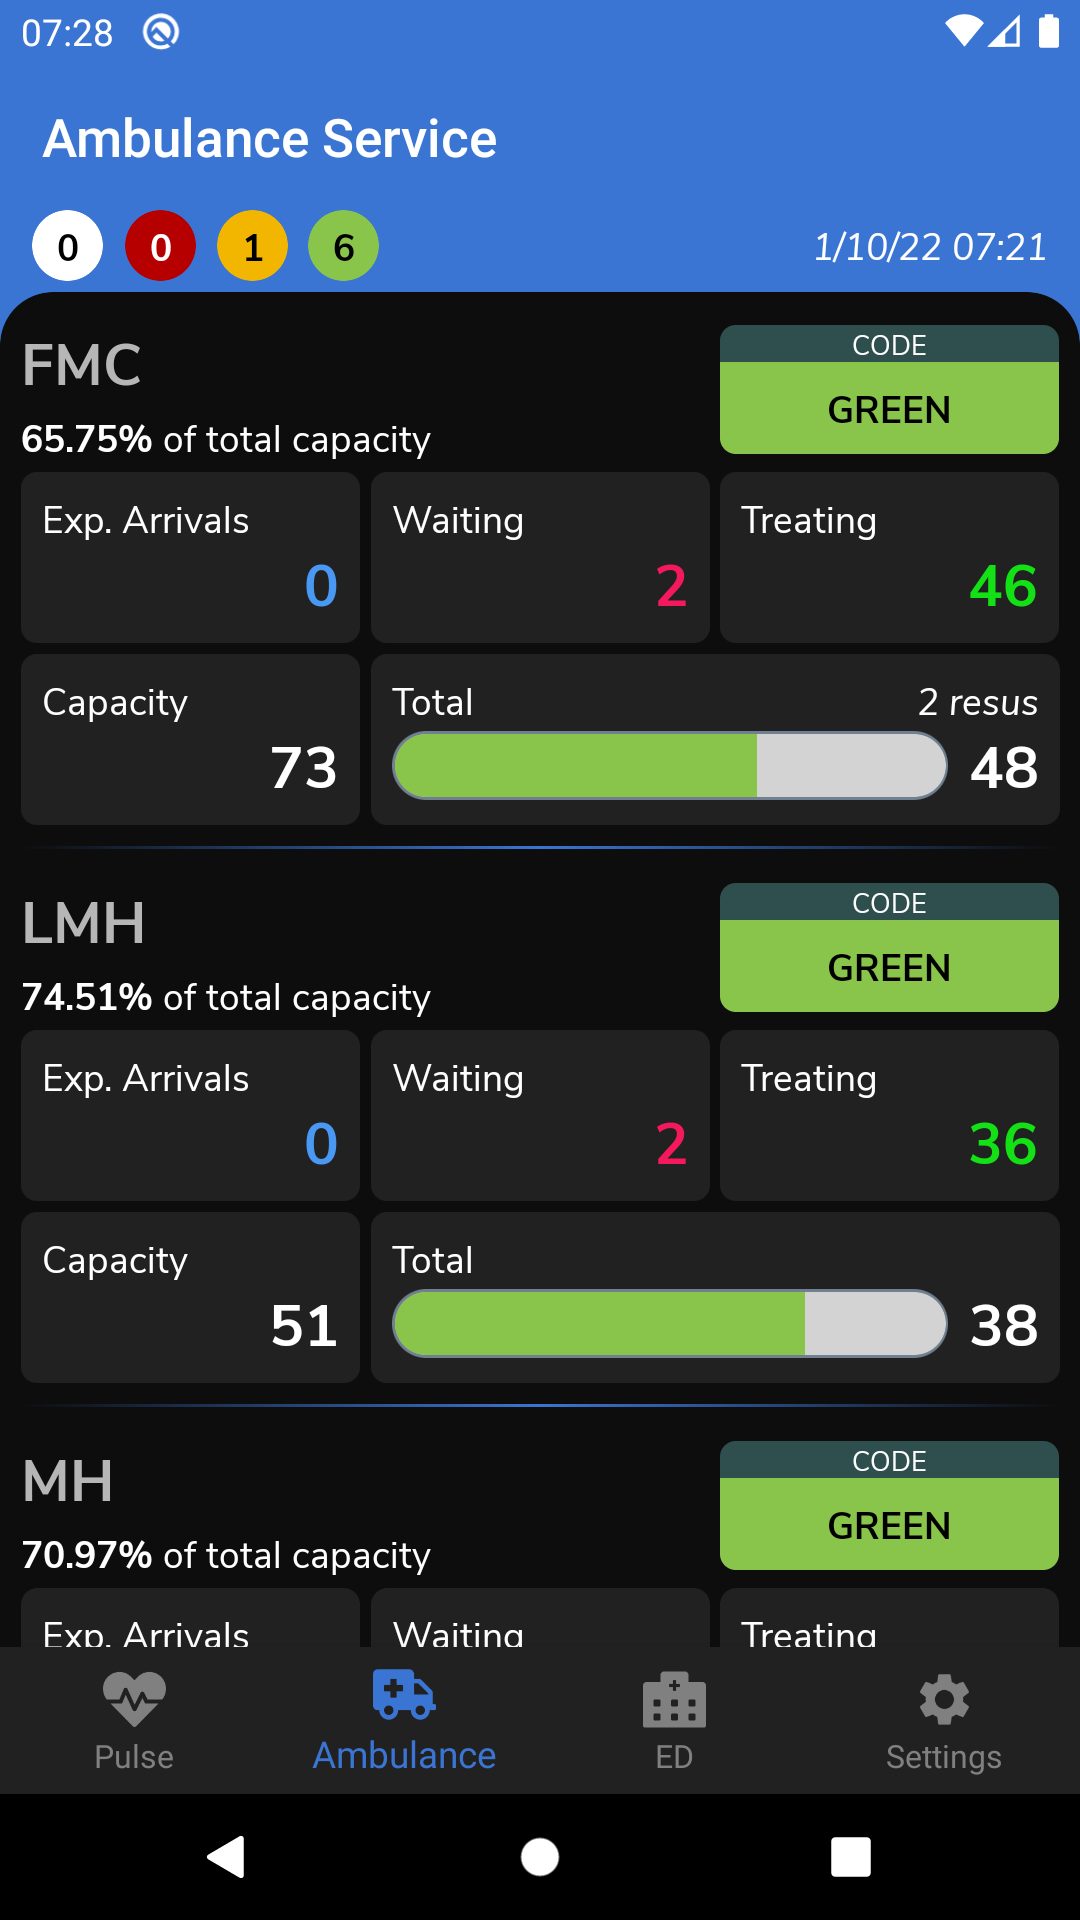 07:28
Ambulance Service
0 0 1 6 1/10/22 07:21
FMC
CODE
GREEN
65.75% of total capacity
Exp. Arrivals Waiting Treating
0 2 46
Capacity Total 2 resus
73 48
LMH
CODE
GREEN
74.51% of total capacity
Exp. Arrivals Waiting Treating
0 2 36
Capacity Total
51 38
MH
CODE
GREEN
70.97% of total capacity
Exp. Arrivals Waiting Treating
Pulse Ambulance ED Settings